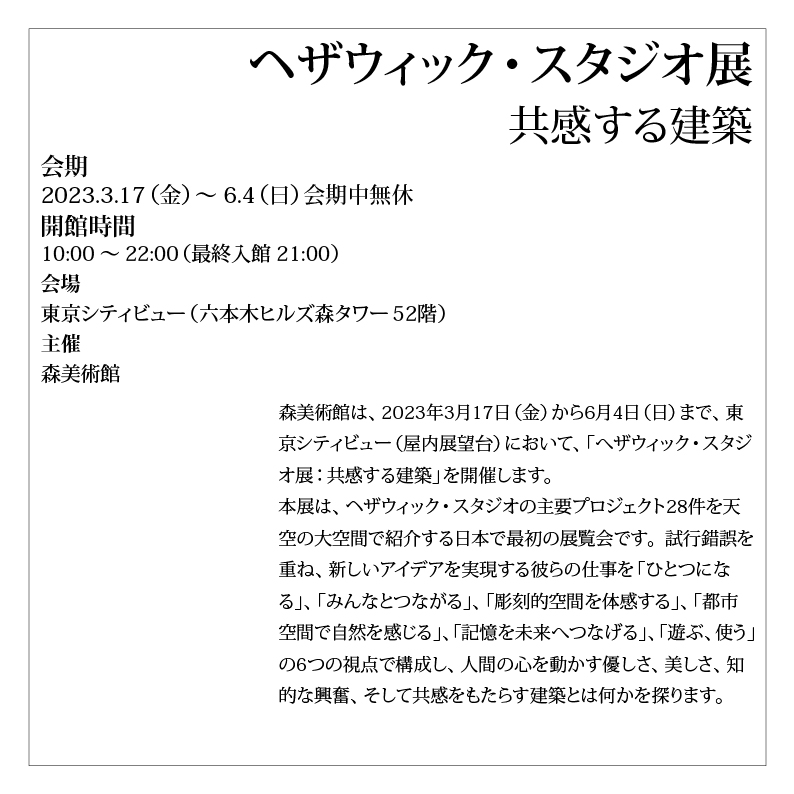 ヘザウィック・スタジオ展
共感する建築
会期
2023.3.17（金）～ 6.4（日）会期中無休
開館時間
10:00 ～ 22:00（最終入館 21:00）
会場
東京シティビュー（六本木ヒルズ森タワー 52階）
主催
森美術館
森美術館は、2023年3月17日（金）から6月4日（日）まで、東
京シティビュー（屋内展望台）において、「ヘザウィック・スタジ
オ展：共感する建築」を開催します。
本展は、ヘザウィック・スタジオの主要プロジェクト28件を天
空の大空間で紹介する日本で最初の展覧会です。試行錯誤を
重ね、新しいアイデアを実現する彼らの仕事を「ひとつにな
る」、「みんなとつながる」、「彫刻的空間を体感する」、「都市
空間で自然を感じる」、「記憶を未来へつなげる」、「遊ぶ、使う」
の6つの視点で構成し、人間の心を動かす優しさ、美しさ、知
的な興奮、そして共感をもたらす建築とは何かを探ります。